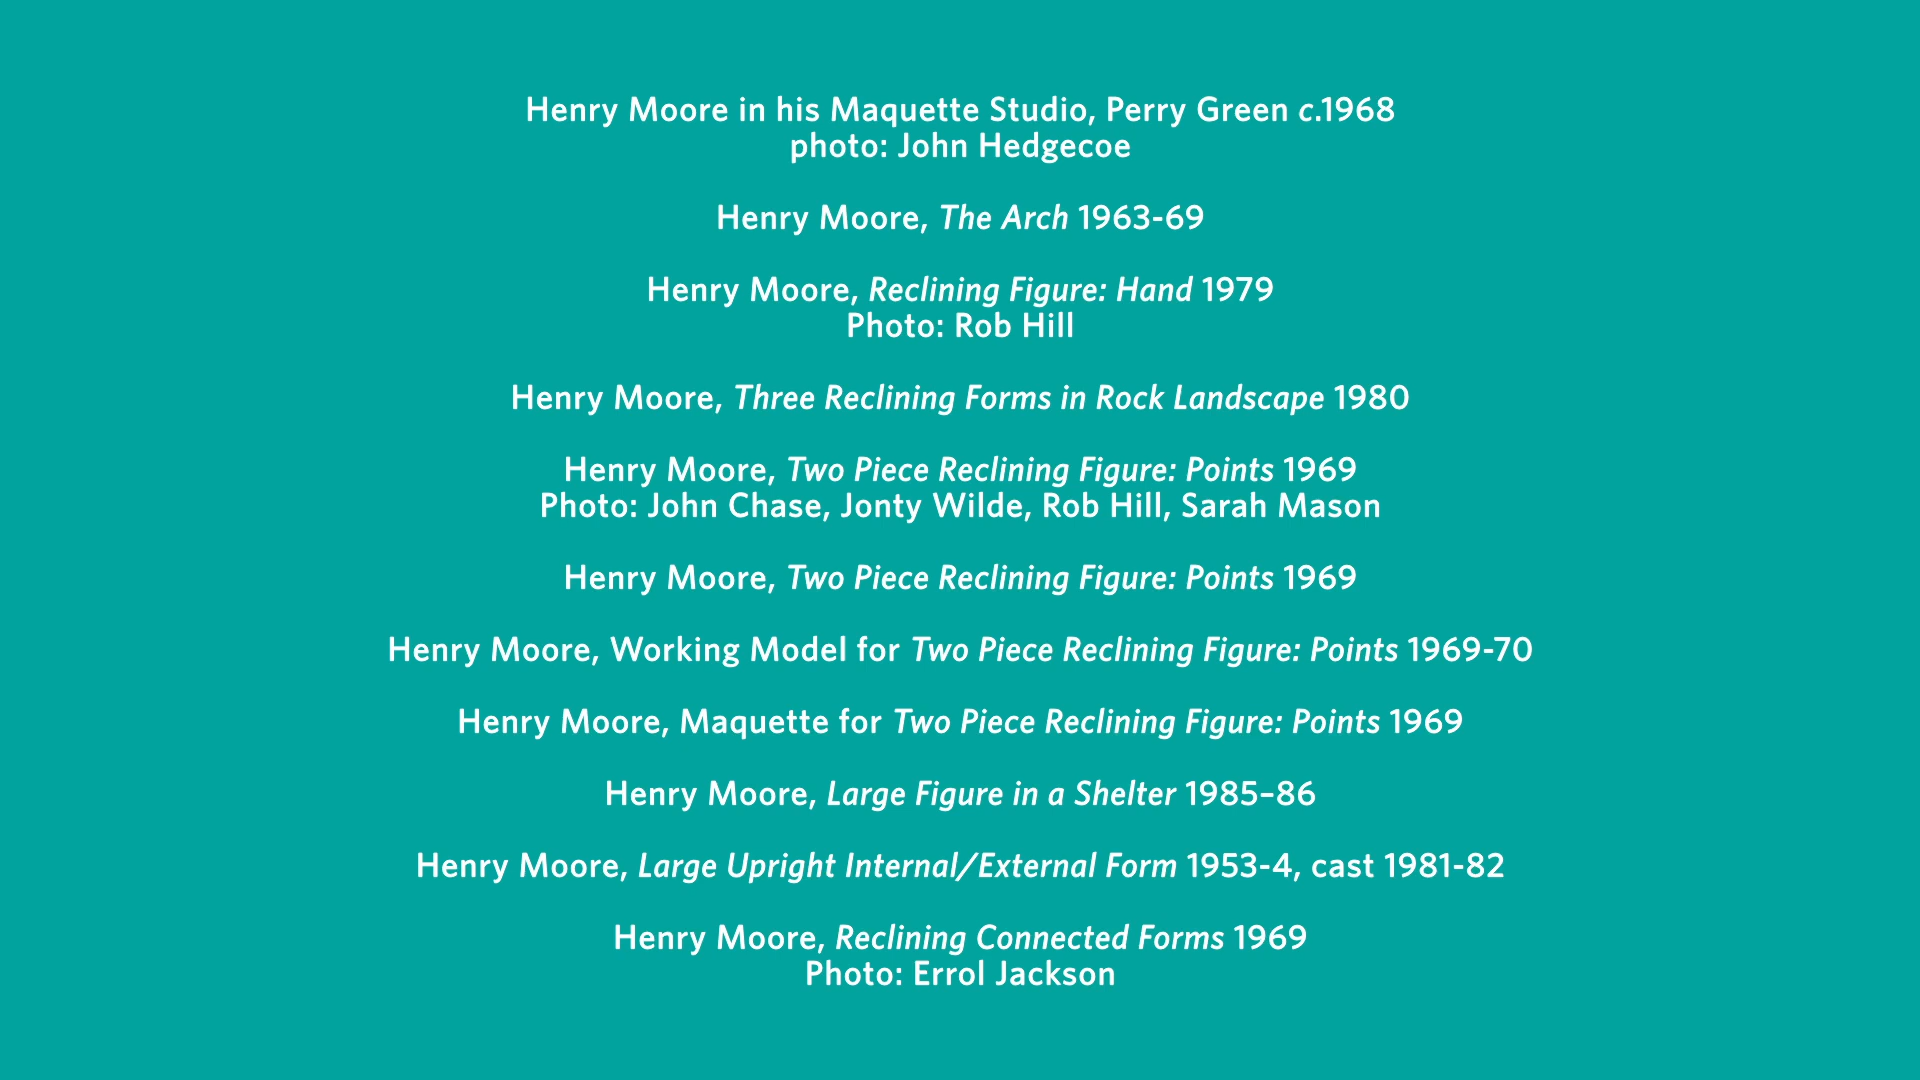 Henry Moore in his Maquette Studio, Perry Green c.1968
photo: John Hedgecoe
Henry Moore, The Arch 1963-69
Henry Moore, Reclining Figure: Hand 1979
Photo: Rob Hill
Henry Moore, Three Reclining Forms in Rock Landscape 1980
Henry Moore, Two Piece Reclining Figure: Points 1969
Photo: John Chase, Jonty Wilde, Rob Hill, Sarah Mason
Henry Moore, Two Piece Reclining Figure: Points 1969
Henry Moore, Working Model for Two Piece Reclining Figure: Points 1969-70
Henry Moore, Maquette for Two Piece Reclining Figure: Points 1969
Henry Moore, Large Figure in a Shelter 1985–86
Henry Moore, Large Upright Internal/External Form 1953-4, cast 1981-82
Henry Moore, Reclining Connected Forms 1969
Photo: Errol Jackson